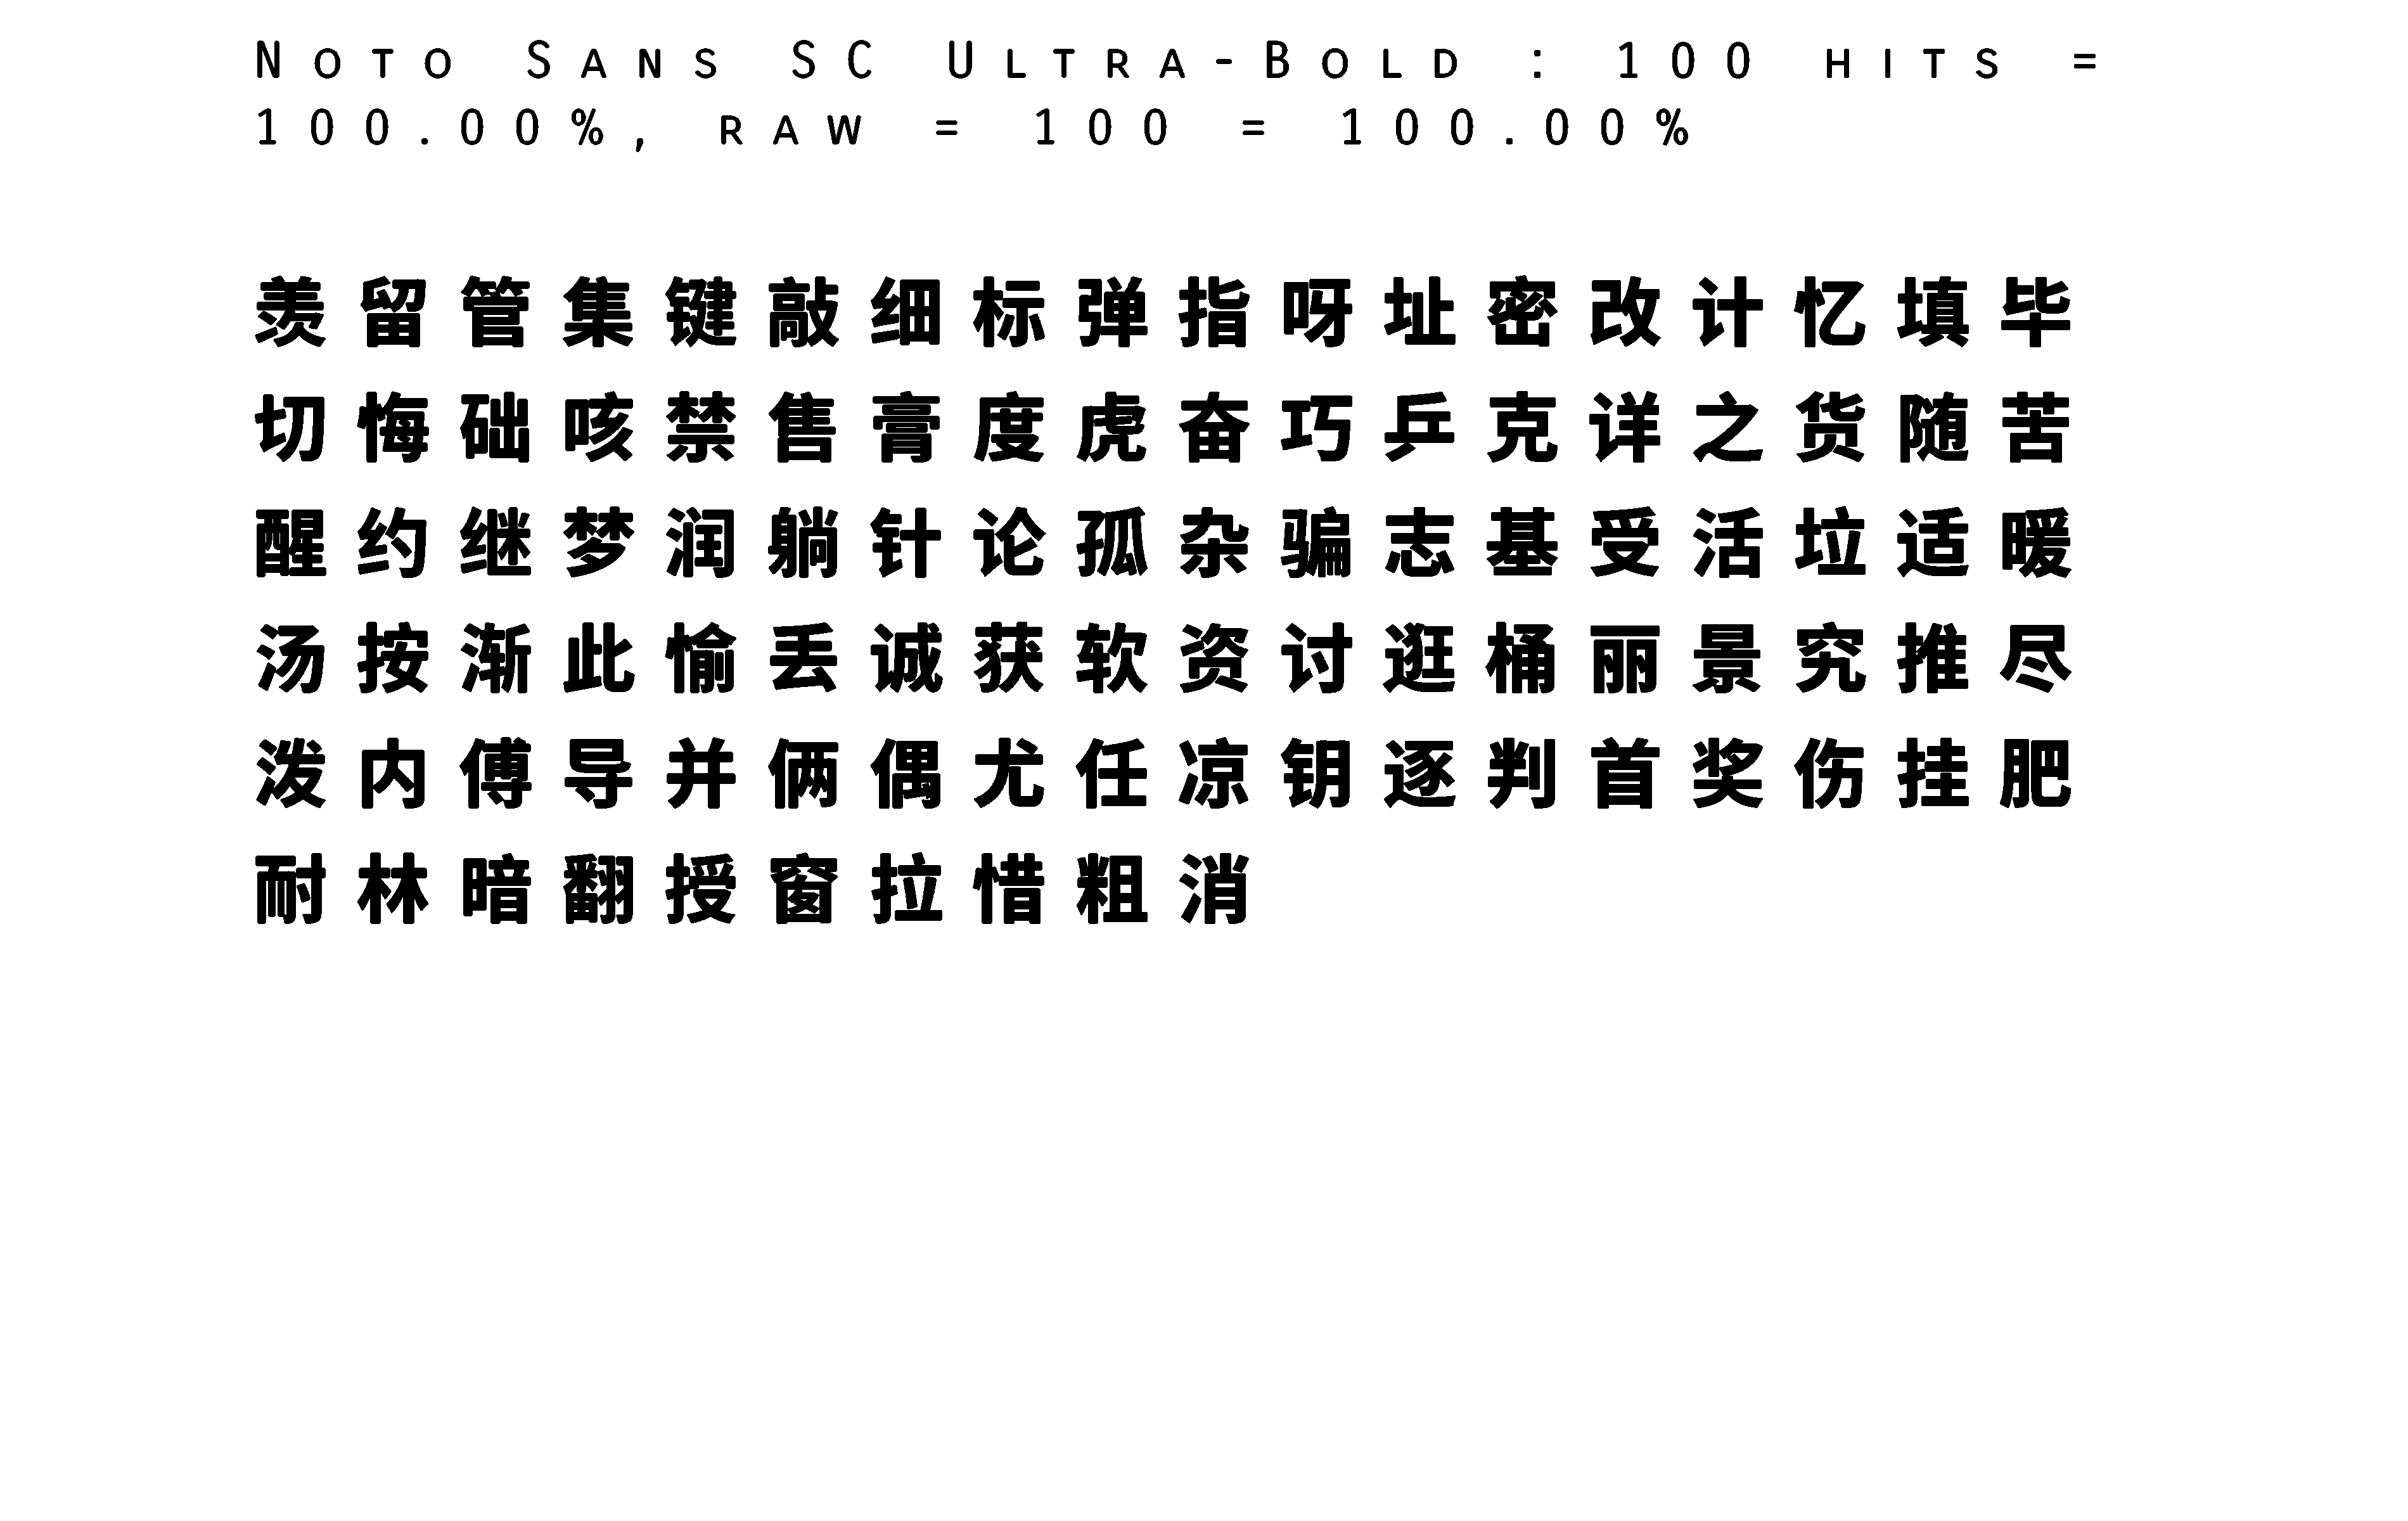 Noto Sans SC Ultra-Bold : 100 hits =
100.00%, raw = 100 = 100.00%
羡留管集键敲细标弹指呀址密改计忆填毕
切悔础咳禁售膏度虎奋巧乒克详之货随苦
醒约继梦润躺针论孤杂骗志基受活垃适暖
汤按渐此愉丢诚获软资讨逛桶丽景究推尽
泼内傅导并俩偶尤任凉钥逐判首奖伤挂肥
耐林暗翻授窗拉惜粗消